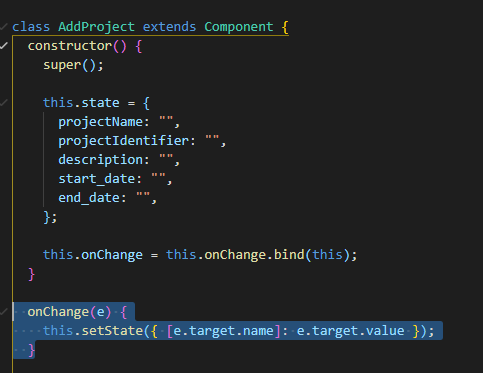 class AddProject extends Component {
constructor() {
super();
this.state = {
projectName: "",
projectIdentifier: "",
description: "",
start_date: "",
end_date: "",
};
this.onChange = this.onChange.bind(this);
}
onChange(e) {
this.setState({ [e.target.name]: e.target.value });
}